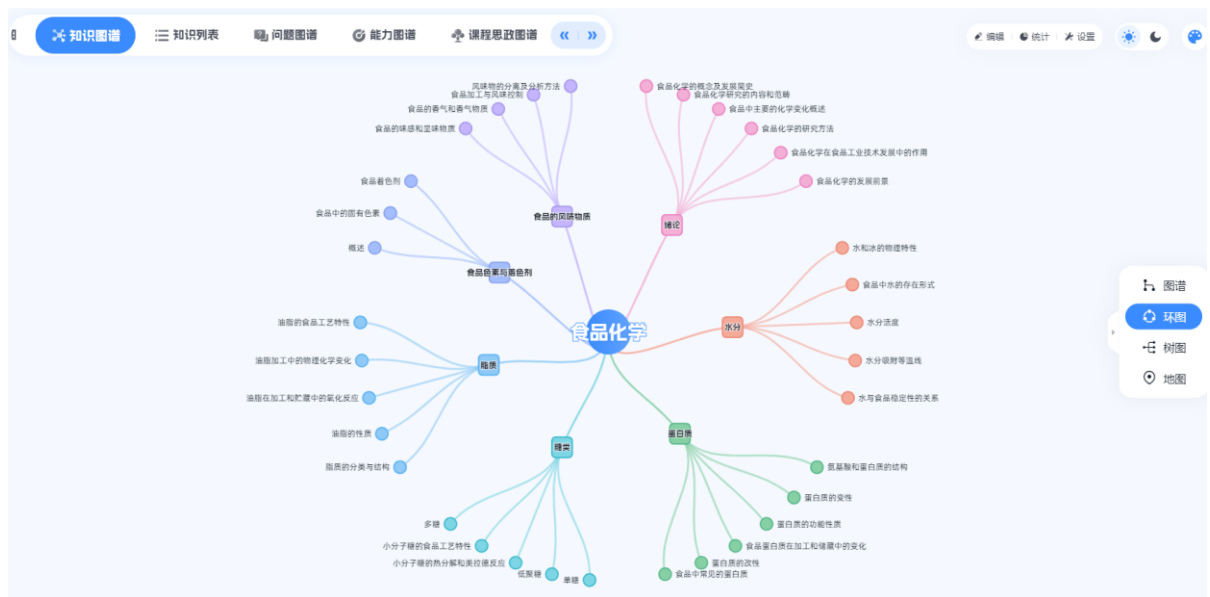 知识图谱
知识列表
问题图谱
能力图谱
课程思政图谱
编辑
统计
设置
风味物的分离及分析方法
食品加工与风味控制
食品的香气和香气物质
食品的味感和呈味物质
食品的风味物质
食品着色剂
食品中的固有色素
概述
食品色素与着色剂
食品化学的概念及发展简史
食品化学研究的内容和范畴
食品中主要的化学变化概述
食品化学的研究方法
食品化学在食品工业技术发展中的作用
食品化学的发展前景
绪论
食品化学
水和冰的物理特性
食品中水的存在形式
水分活度
水分吸附等温线
水与食品稳定性的关系
水分
油脂的食品工艺特性
油脂加工中的物理化学变化
油脂在加工和贮藏中的氧化反应
油脂的性质
脂质的分类与结构
脂质
糖类
多糖
小分子糖的食品工艺特性
小分子糖的热分解和美拉德反应
低聚糖
单糖
蛋白质
氨基酸和蛋白质的结构
蛋白质的变性
蛋白质的功能性质
食品蛋白质在加工和储藏中的变化
蛋白质的改性
食品中常见的蛋白质
图谱
环图
树图
地图